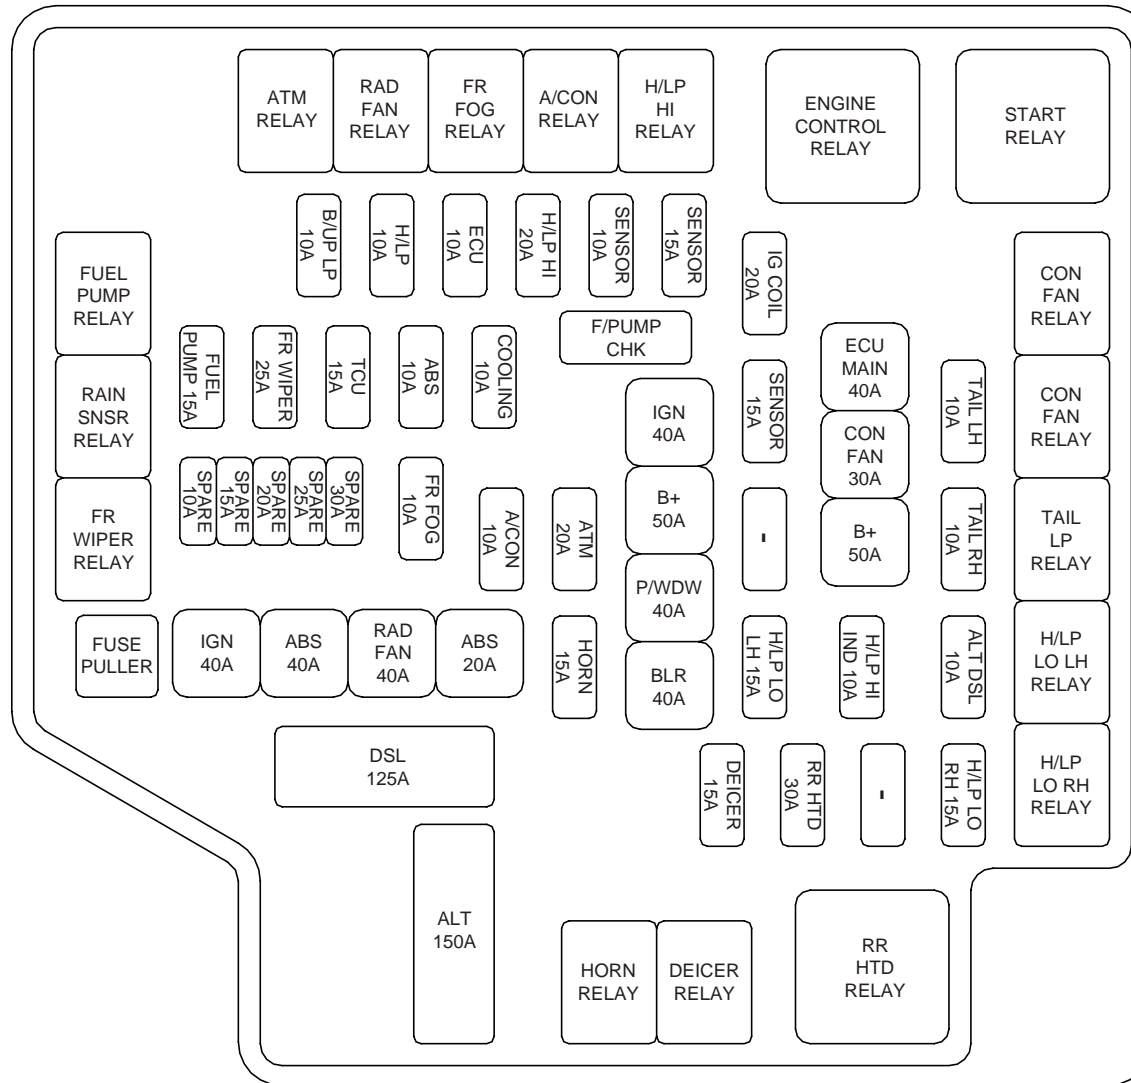 ATM
RELAY
RAD
FAN
RELAY
FR
FOG
RELAY
A/CON
RELAY
H/LP
HI
RELAY
ENGINE
CONTROL
RELAY
START
RELAY
B/UP LP
10A
H/LP
10A
ECU
10A
H/LP HI
20A
SENSOR
10A
SENSOR
15A
IG COIL
20A
FUEL
PUMP
RELAY
CON
FAN
RELAY
F/PUMP
CHK
FUEL
PUMP 15A
FR WIPER
25A
TCU
15A
ABS
10A
COOLING
10A
ECU
MAIN
40A
RAIN
SNSR
RELAY
IGN
40A
SENSOR
15A
CON
FAN
30A
TAIL LH
10A
CON
FAN
RELAY
SPARE
10A
SPARE
15A
SPARE
20A
SPARE
25A
SPARE
30A
FR FOG
10A
A/CON
10A
ATM
20A
B+
50A
-
B+
50A
TAIL RH
10A
TAIL
LP
RELAY
FR
WIPER
RELAY
P/WDW
40A
FUSE
PULLER
IGN
40A
ABS
40A
RAD
FAN
40A
ABS
20A
HORN
15A
BLR
40A
H/LP LO
LH 15A
H/LP HI
IND 10A
ALT DSL
10A
H/LP
LO LH
RELAY
DSL
125A
DEICER
15A
RR HTD
30A
-
H/LP LO
RH 15A
H/LP
LO RH
RELAY
ALT
150A
HORN
RELAY
DEICER
RELAY
RR
HTD
RELAY